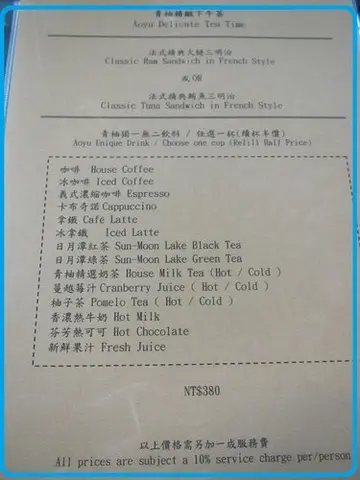 青柚精緻下午茶
Aoyu Delicate Tea Time
法式精典火腿三明治
Classic Ham Sandwich in French Style
或 OR
法式精典鮪魚三明治
Classic Tuna Sandwich in French Style
青柚獨一無二飲料 / 任選一杯(續杯半價)
Aoyu Unique Drink / Choose one cup (Refill Half Price)
咖啡 House Coffee
冰咖啡 Iced Coffee
義式濃縮咖啡 Espresso
卡布奇諾 Cappuccino
拿鐵 Café Latte
冰拿鐵 Iced Latte
日月潭紅茶 Sun-Moon Lake Black Tea
日月潭綠茶 Sun-Moon Lake Green Tea
青柚精選奶茶 House Milk Tea (Hot / Cold )
蔓越莓汁 Cranberry Juice ( Hot / Cold )
柚子茶 Pomelo Tea ( Hot / Cold )
香濃熱牛奶 Hot Milk
芬芳熱可可 Hot Chocolate
新鮮果汁 Fresh Juice
NT$380
以上價格需另加一成服務費
All prices are subject a 10% service charge per/person